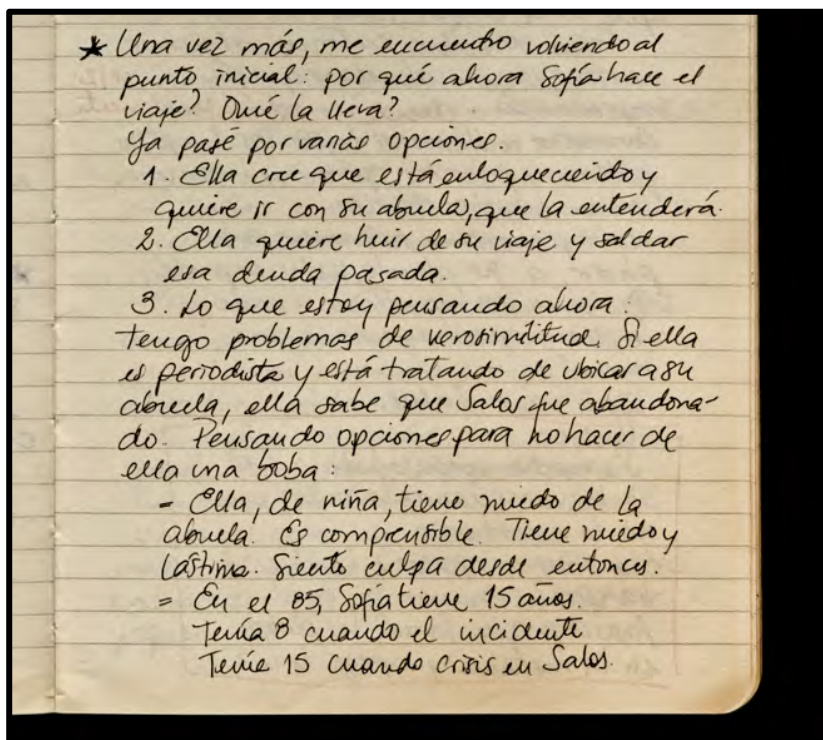 * Una vez más, me encuentro volviendo al
punto inicial: por qué ahora Sofía hace el
viaje? Qué la lleva?
Ya pasé por varias opciones.
1. Ella cree que está enloqueciendo y
quiere ir con su abuela, que la entenderá.
2. Ella quiere huir de su viaje y saldar
esa deuda pasada.
3. Lo que estoy pensando ahora:
tengo problemas de verosimilitud. Si ella
es periodista y está tratando de ubicar a su
abuela, ella sabe que Salos fue abandona-
do. Pensando opciones para no hacer de
ella una boba:
- Ella, de niña, tiene miedo de la
abuela. Es comprensible. Tiene miedo y
lástima. Siente culpa desde entonces.
= En el 85, Sofía tiene 15 años.
Tenía 8 cuando el incidente
Tenía 15 cuando crisis en Salos.